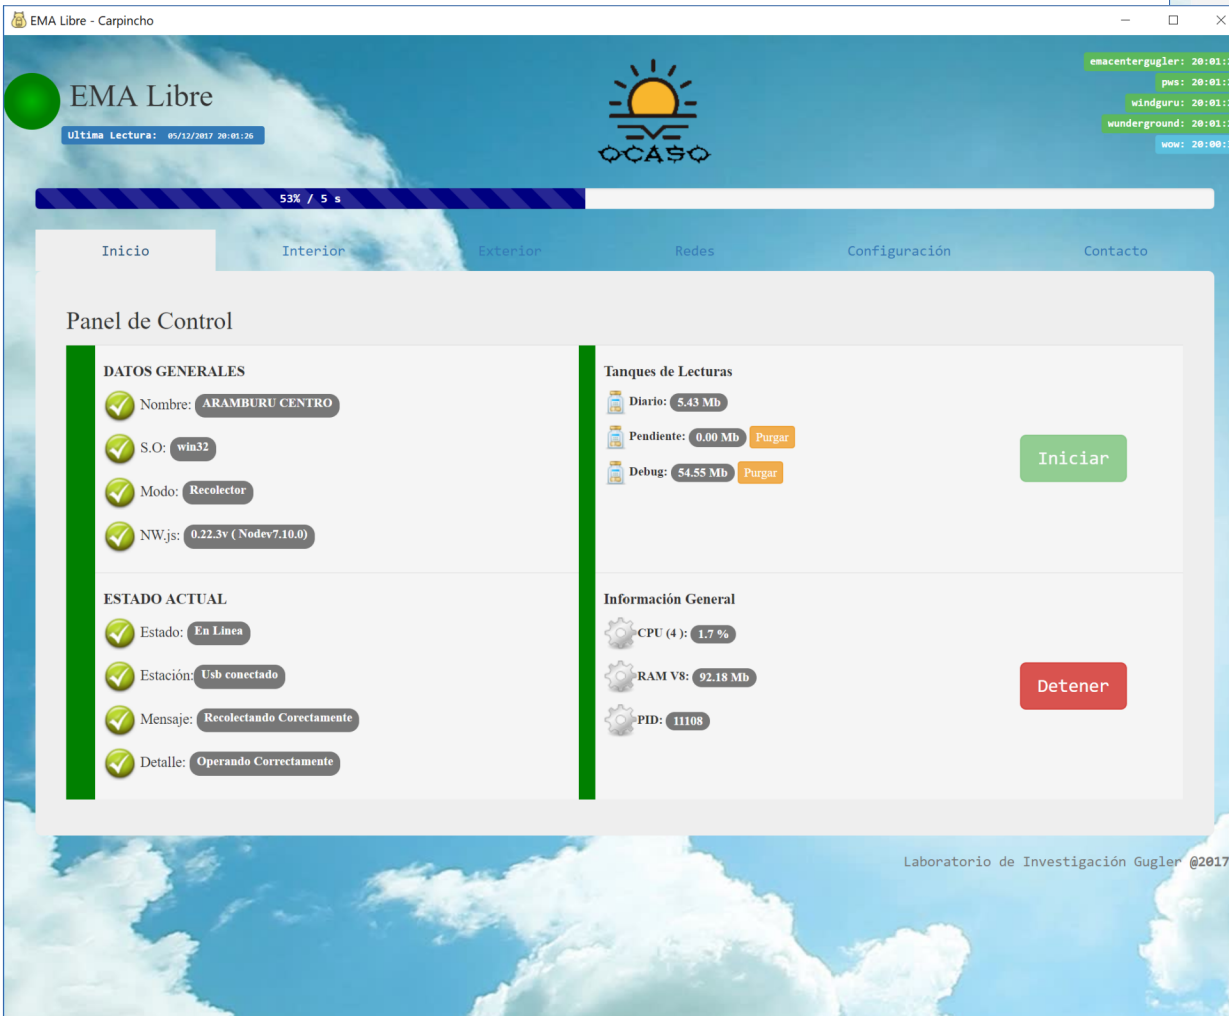 EMA Libre - Carpincho
EMA Libre
Ultima Lectura: 05/12/2017 20:01:26
OCASO
emacentergugler: 20:01:
pws: 20:01:
windguru: 20:01:
wunderground: 20:01:
wow: 20:00:
53% / 5 s
Inicio
Interior
Exterior
Redes
Configuración
Contacto
Panel de Control
DATOS GENERALES
Nombre: ARAMBURU CENTRO
S.O: win32
Modo: Recolector
NW.js: 0.22.3v ( Nodev7.10.0)
Tanques de Lecturas
Diario: 5.43 Mb
Pendiente: 0.00 Mb Purgar
Debug: 54.55 Mb Purgar
Iniciar
ESTADO ACTUAL
Estado: En Linea
Estación: Usb conectado
Mensaje: Recolectando Corectamente
Detalle: Operando Correctamente
Información General
CPU (4 ): 1.7 %
RAM V8: 92.18 Mb
PID: 11108
Detener
Laboratorio de Investigación Gugler @2017